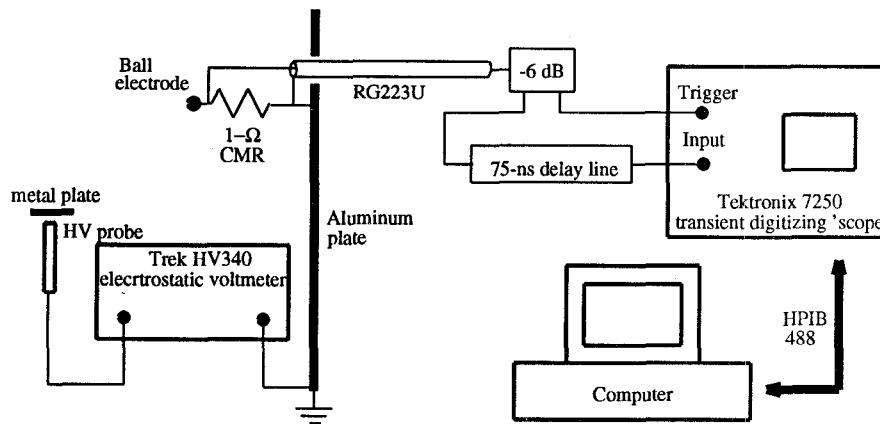 Ball
electrode
1-Ω
CMR
RG223U
-6 dB
Trigger
Input
75-ns delay line
Tektronix 7250
transient digitizing 'scope
metal plate
HV probe
Trek HV340
elecrtrostatic voltmeter
Aluminum
plate
HPIB
488
Computer